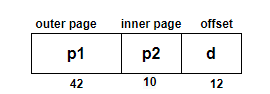 outer page inner page offset
p1 p2 d
42 10 12